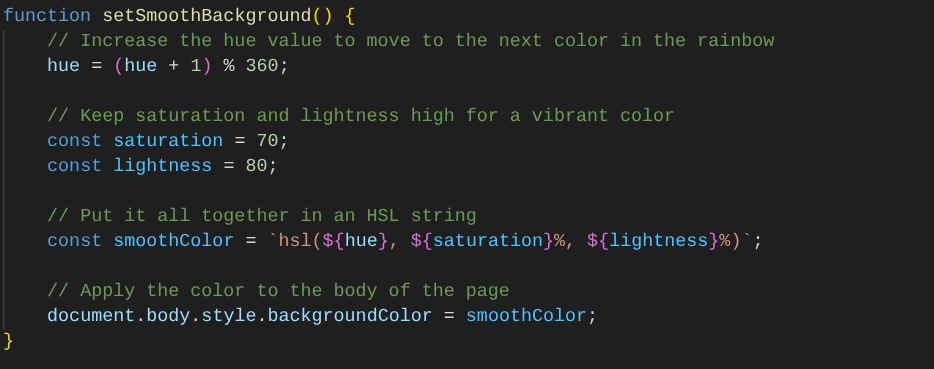 function setSmoothBackground() {
    // Increase the hue value to move to the next color in the rainbow
    hue = (hue + 1) % 360;

    // Keep saturation and lightness high for a vibrant color
    const saturation = 70;
    const lightness = 80;

    // Put it all together in an HSL string
    const smoothColor = `hsl(${hue}, ${saturation}%, ${lightness}%)`;

    // Apply the color to the body of the page
    document.body.style.backgroundColor = smoothColor;
}